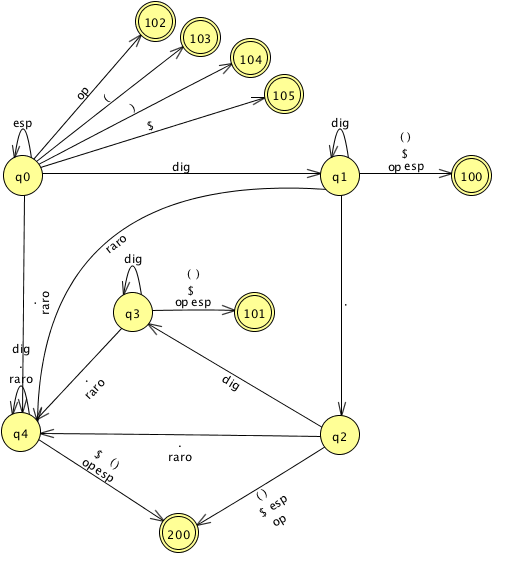 102
103
104
105
op
(
)
$
esp
q0
dig
dig
q1
( )
$
op esp
100
raro
.
raro
.
dig
q3
( )
$
op esp
101
dig
.
raro
q4
.
raro
dig
q2
.
raro
$ ( )
op esp
( )
$ esp
op
200